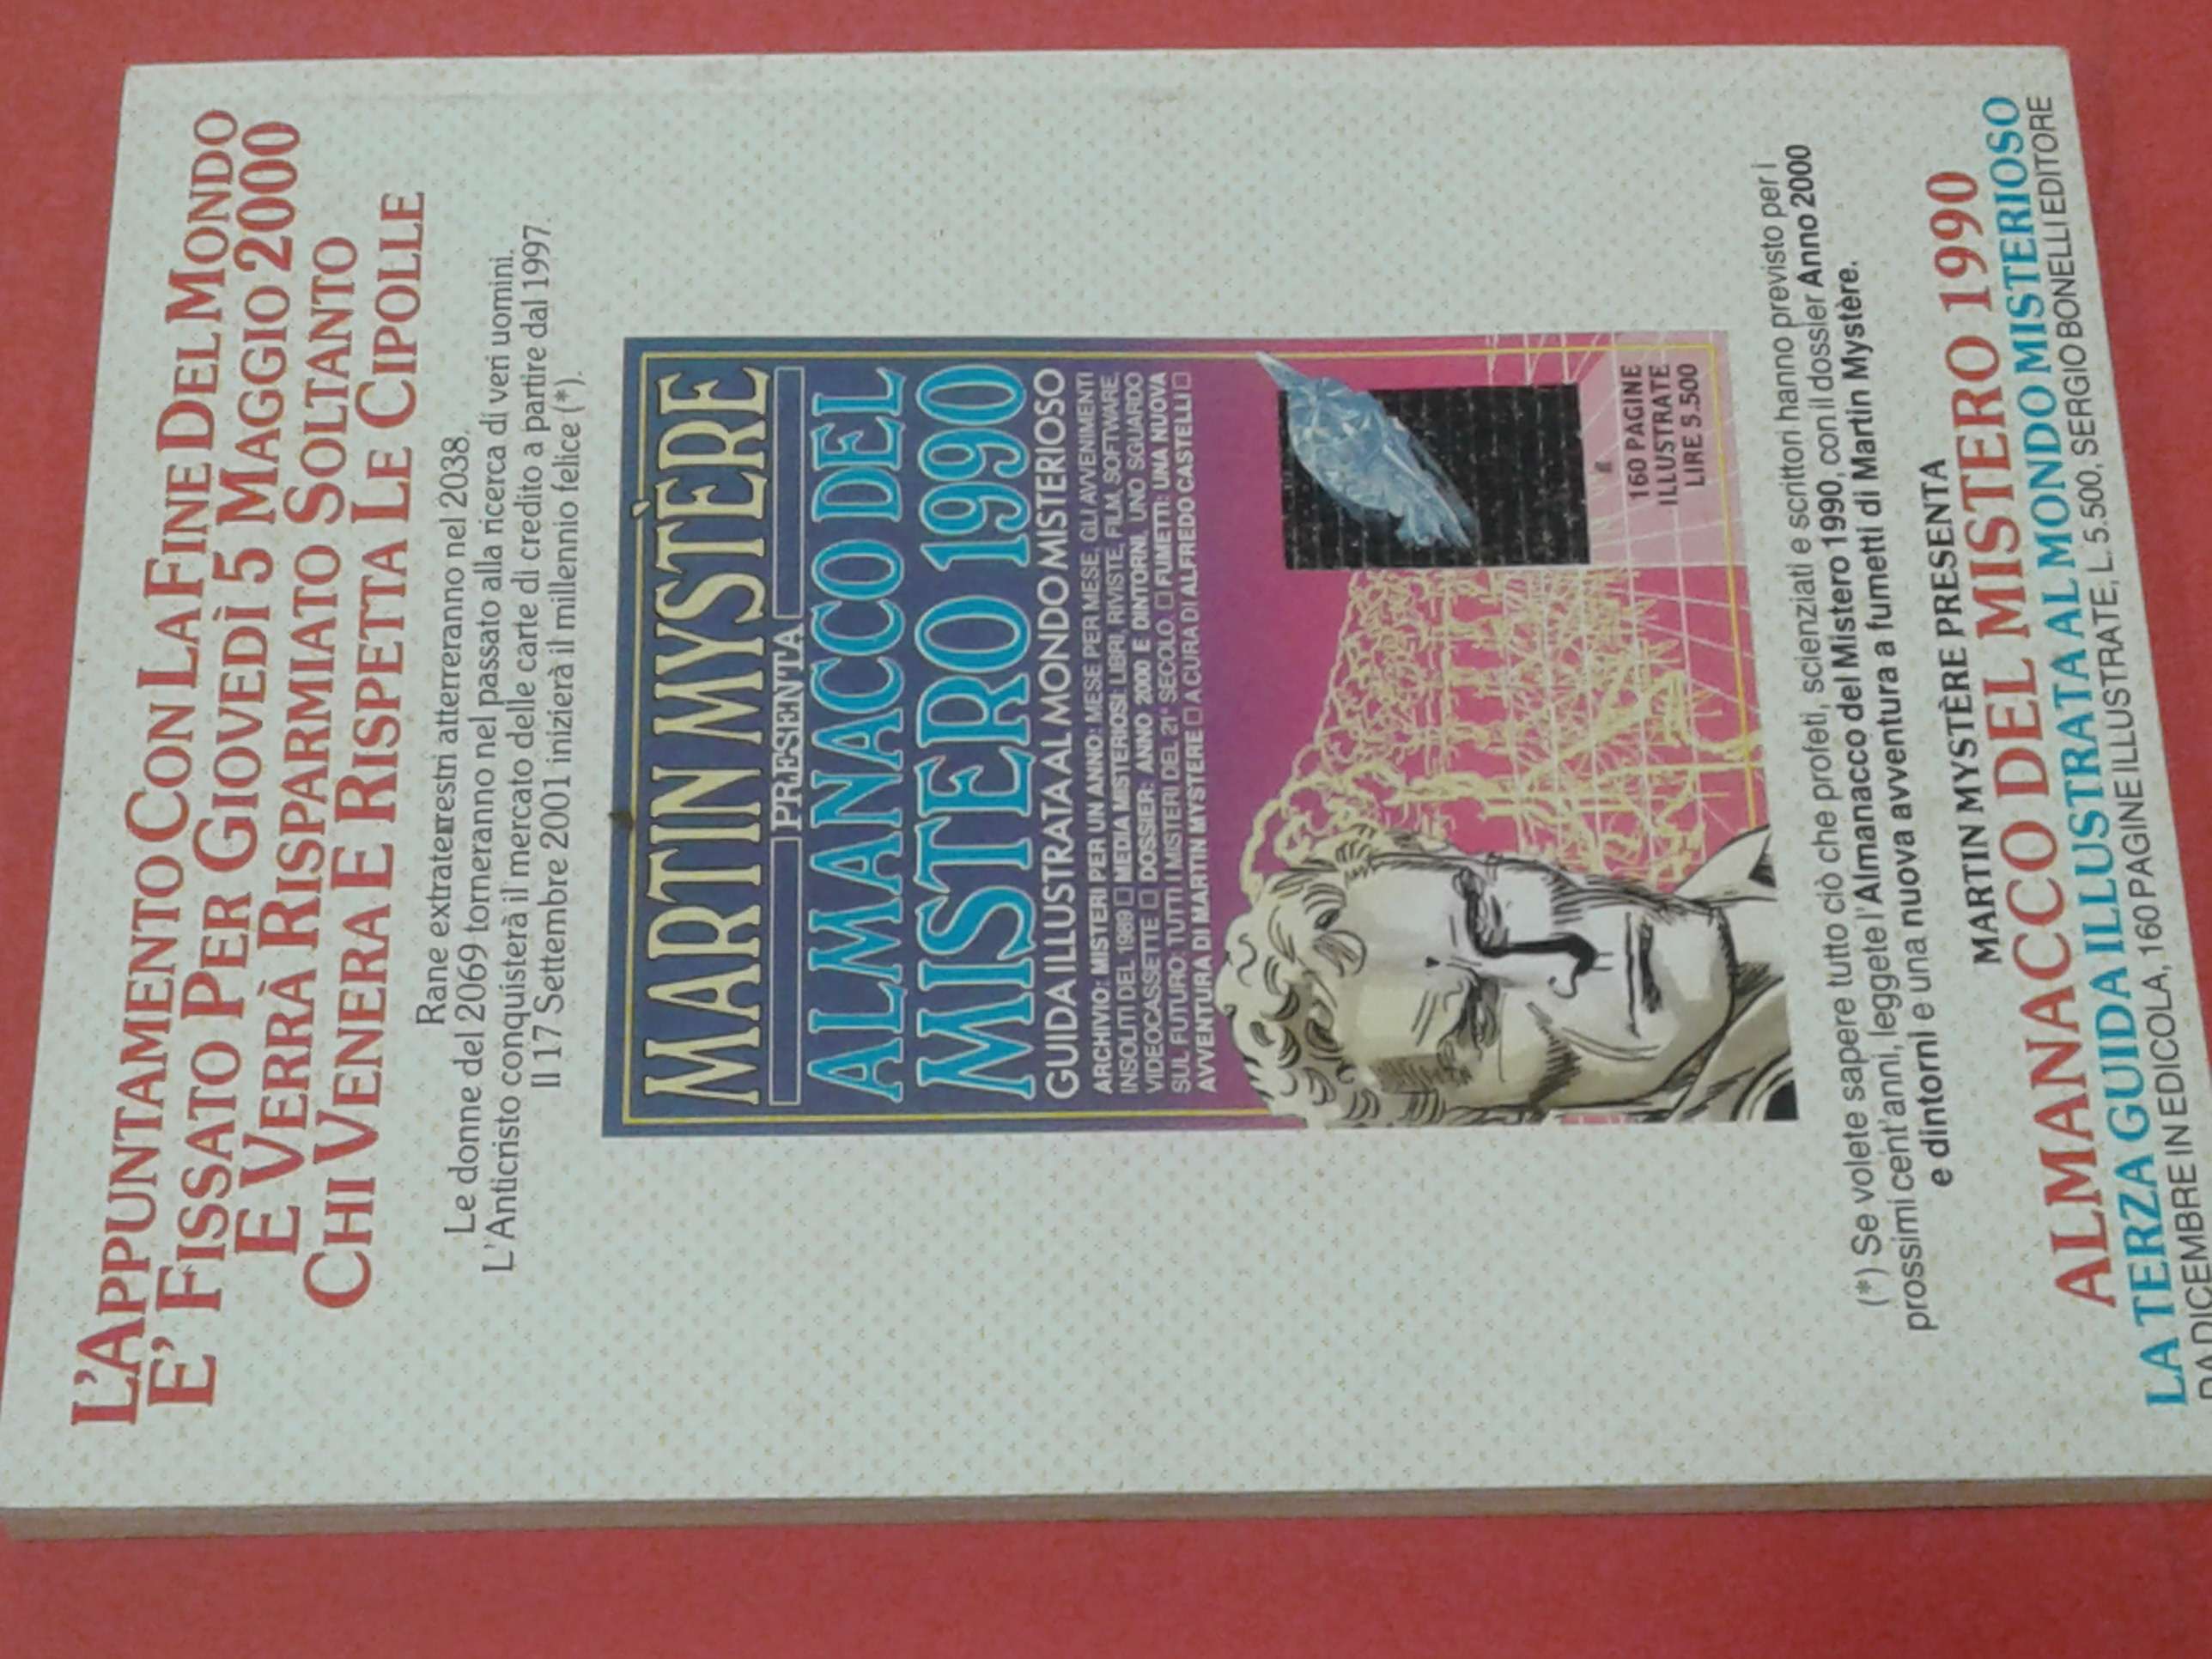 L'APPUNTAMENTO CON LA FINE DEL MONDO
E' FISSATO PER GIOVEDÌ 5 MAGGIO 2000
E VERRÀ RISPARMIATO SOLTANTO
CHI VENERA E RISPETTA LE CIPOLLE
Rane extraterrestri atterreranno nel 2038.
Le donne del 2069 torneranno nel passato alla ricerca di veri uomini.
L'Anticristo conquisterà il mercato delle carte di credito a partire dal 1997.
Il 17 Settembre 2001 inizierà il millennio felice (*).
MARTIN MYSTÈRE
PRESENTA
ALMANACCO DEL
MISTERO 1990
GUIDA ILLUSTRATA AL MONDO MISTERIOSO
ARCHIVIO: MISTERI PER UN ANNO: MESE PER MESE, GLI AVVENIMENTI
INSOLITI DEL 1989 □ MEDIA MISTERIOSI: LIBRI, RIVISTE, FILM, SOFTWARE,
VIDEOCASSETTE □ DOSSIER: ANNO 2000 E DINTORNI, UNO SGUARDO
SUL FUTURO: TUTTI I MISTERI DEL 21° SECOLO □ FUMETTI: UNA NUOVA
AVVENTURA DI MARTIN MYSTERE □ A CURA DI ALFREDO CASTELLI □
160 PAGINE
ILLUSTRATE
LIRE 5.500
(*) Se volete sapere tutto ciò che profeti, scienziati e scrittori hanno previsto per i
prossimi cent'anni, leggete l'Almanacco del Mistero 1990, con il dossier Anno 2000
e dintorni e una nuova avventura a fumetti di Martin Mystère.
MARTIN MYSTÈRE PRESENTA
ALMANACCO DEL MISTERO 1990
LA TERZA GUIDA ILLUSTRATA AL MONDO MISTERIOSO
DA DICEMBRE IN EDICOLA, 160 PAGINE ILLUSTRATE, L. 5.500, SERGIO BONELLI EDITORE